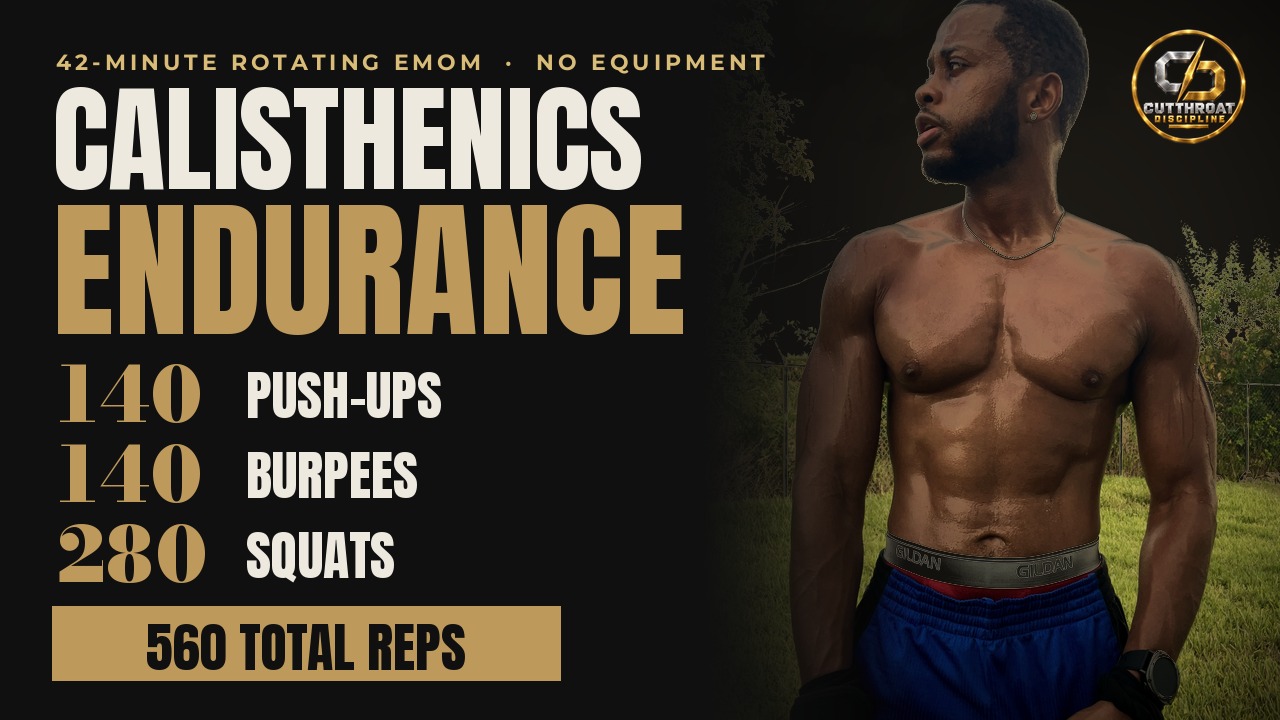 42-MINUTE ROTATING EMOM · NO EQUIPMENT
CALISTHENICS
ENDURANCE
140 PUSH-UPS
140 BURPEES
280 SQUATS
560 TOTAL REPS
CD
CUTTHROAT
DISCIPLINE
GILDAN GILDAN